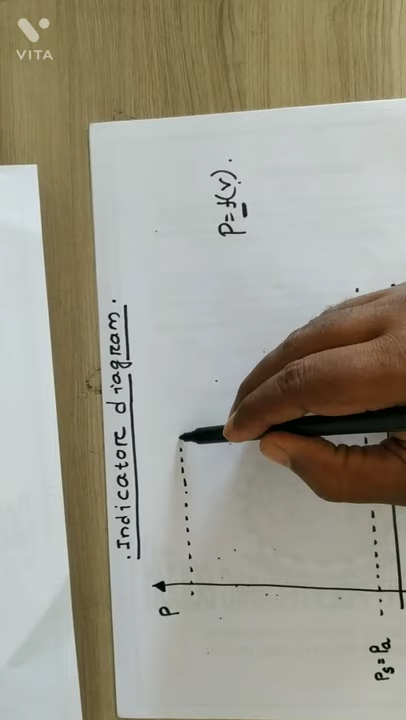 VITA
.Indicatore diagram.
P=f(v).
P
Ps=Pa